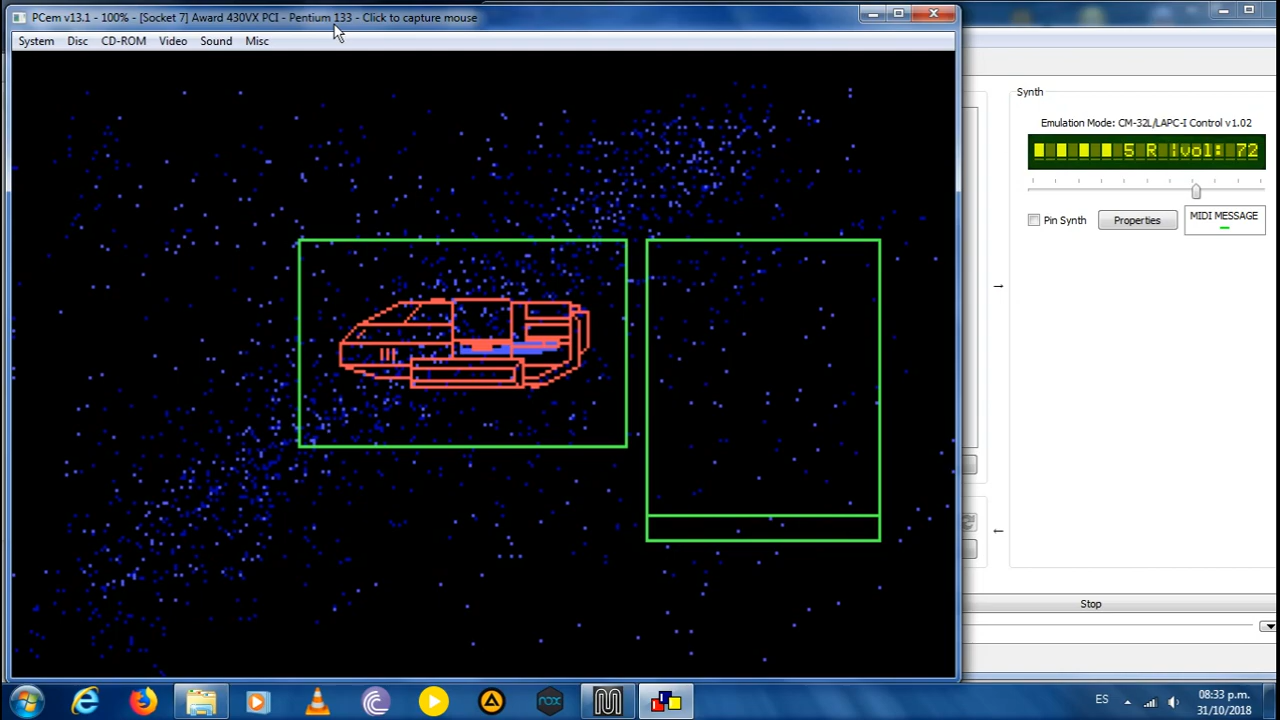 PCem v13.1 - 100% - [Socket 7] Award 430VX PCI - Pentium 133 - Click to capture mouse
System Disc CD-ROM Video Sound Misc
Synth
Emulation Mode: CM-32L/LAPC-I Control v1.02
5 R |vol: 72
Pin Synth
Properties
MIDI MESSAGE
Stop
nox
ES
08:33 p.m.
31/10/2018